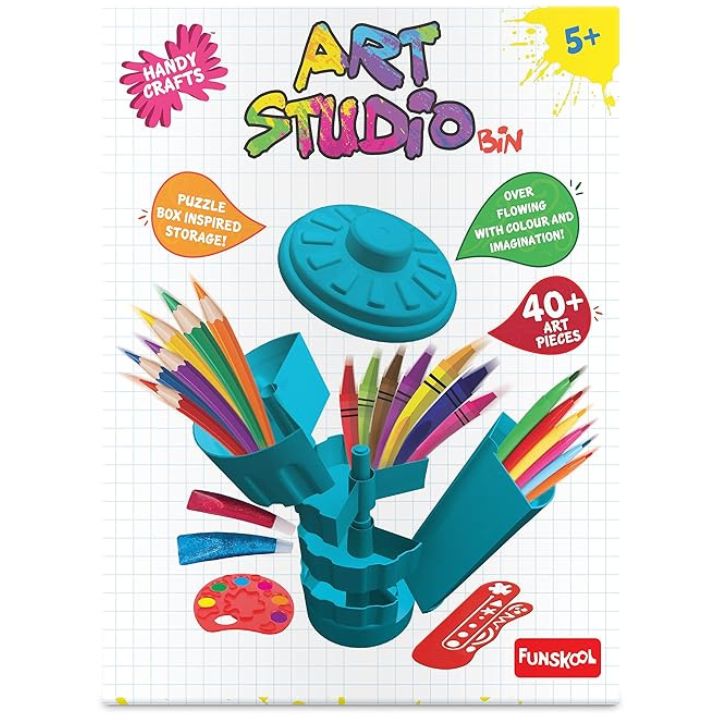 HANDY
CRAFTS
ART
STUDIO BiN
5+
PUZZLE
BOX INSPIRED
STORAGE!
OVER
FLOWING
WITH COLOUR AND
IMAGINATION!
40+
ART
PIECES
FUNSKOOL